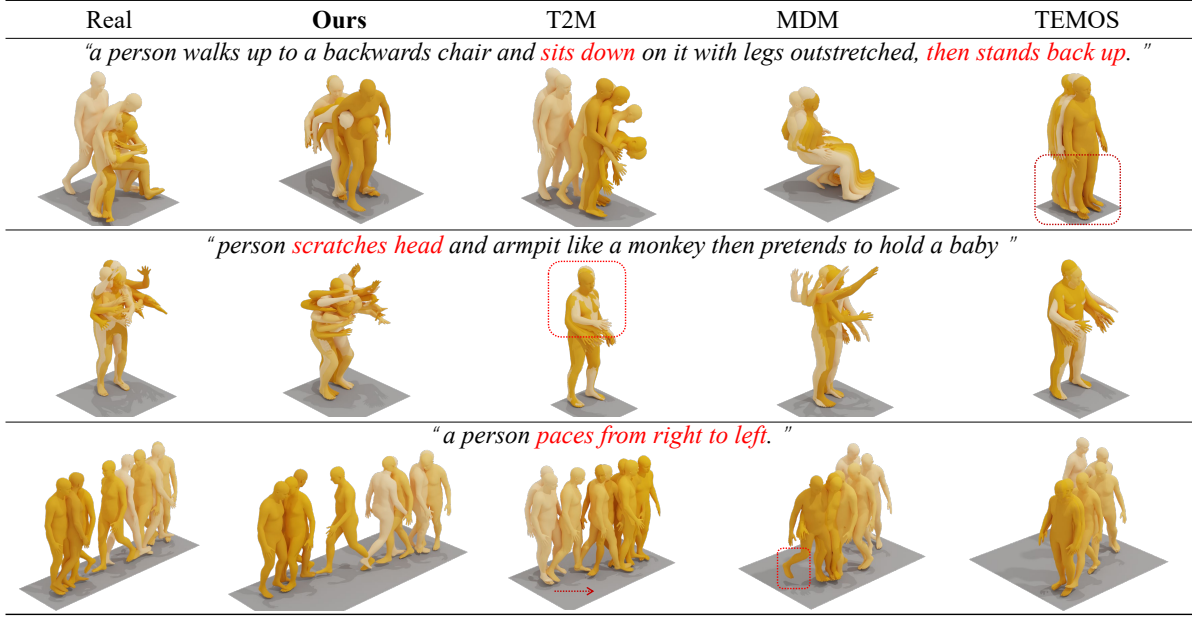 Real Ours T2M MDM TEMOS
“a person walks up to a backwards chair and sits down on it with legs outstretched, then stands back up. ”
“ person scratches head and armpit like a monkey then pretends to hold a baby ”
“ a person paces from right to left. ”